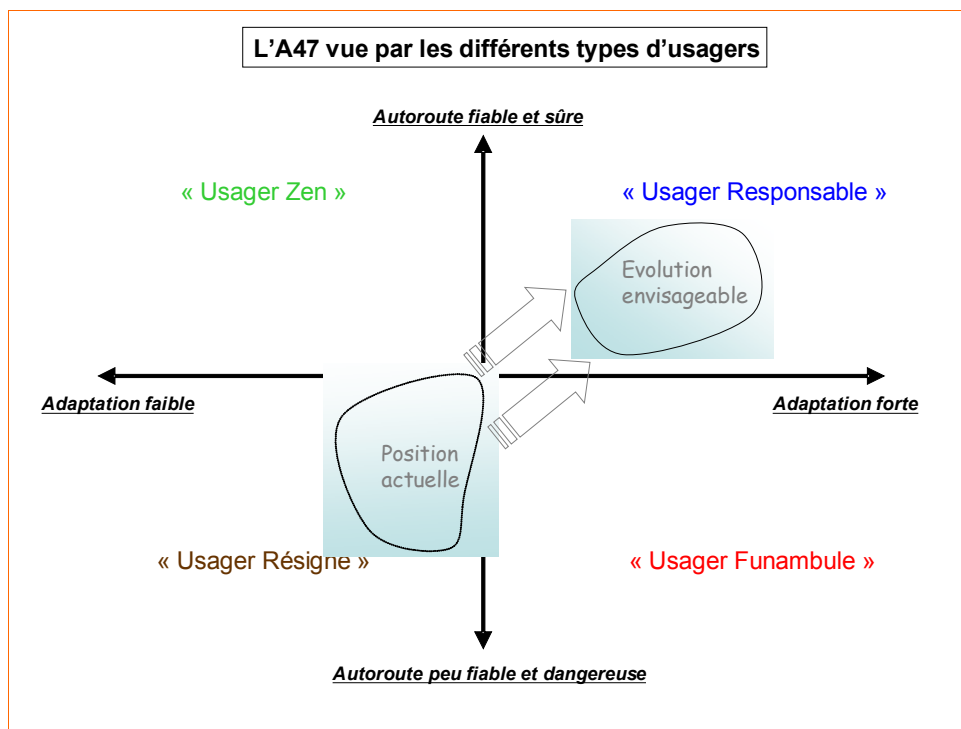 L'A47 vue par les différents types d'usagers
Autoroute fiable et sûre
« Usager Zen »
« Usager Responsable »
Evolution
envisageable
Adaptation faible
Adaptation forte
Position
actuelle
« Usager Résigné »
« Usager Funambule »
Autoroute peu fiable et dangereuse